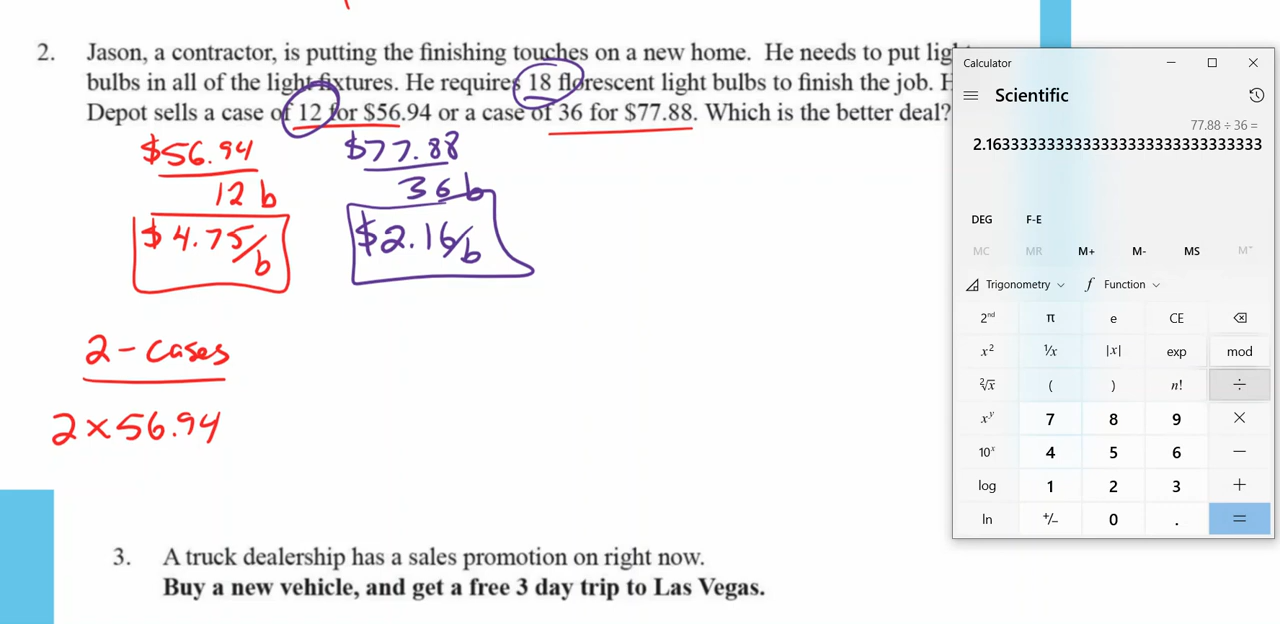 2. Jason, a contractor, is putting the finishing touches on a new home. He needs to put
bulbs in all of the light fixtures. He requires 18 florescent light bulbs to finish the job.
Depot sells a case of 12 for $56.94 or a case of 36 for $77.88. Which is the better deal?
$56.94 $77.88
12 b 36 b
$4.75/b $2.16/b
2 - cases
2 × 56.94
3. A truck dealership has a sales promotion on right now.
Buy a new vehicle, and get a free 3 day trip to Las Vegas.
Calculator
Scientific
77.88 ÷ 36 =
2.1633333333333333333333333333333
DEG F-E
MC MR M+ M- MS M˅
Trigonometry f Function
2nd π e CE
x² ¹/x |x| exp mod
²√x ( ) n! ÷
xʸ 7 8 9 ×
10ˣ 4 5 6 −
log 1 2 3 +
ln +/− 0 . =